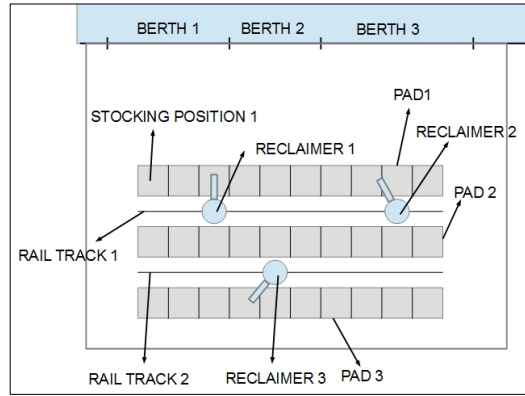 BERTH 1 BERTH 2 BERTH 3
PAD1
STOCKING POSITION 1
RECLAIMER 2
RECLAIMER 1
PAD 2
RAIL TRACK 1
RAIL TRACK 2
RECLAIMER 3
PAD 3